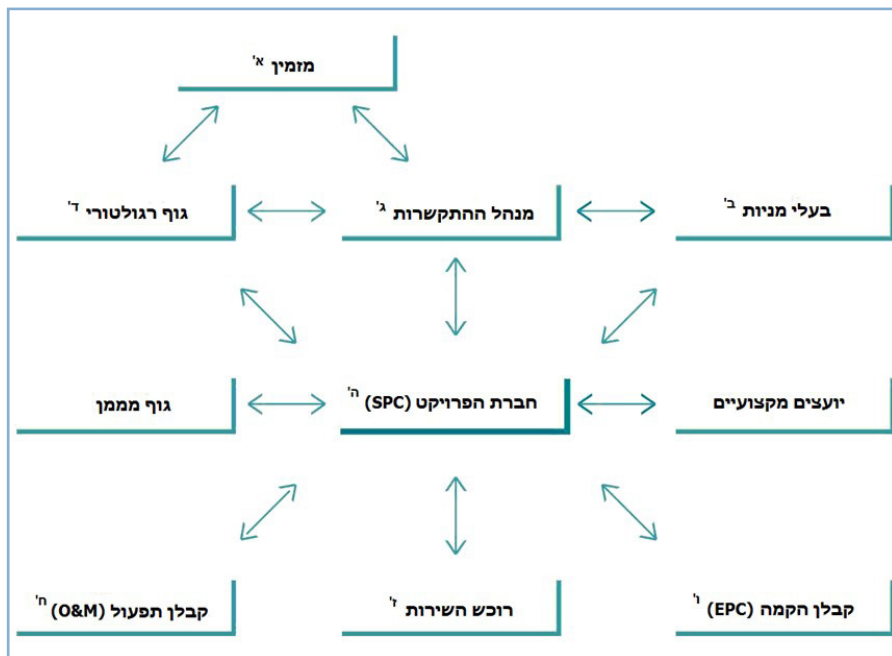 מזמין א'
גוף רגולטורי ד'
מנהל ההתקשרות ג'
בעלי מניות ב'
גוף מממן
חברת הפרויקט (SPC) ה'
יועצים מקצועיים
קבלן תפעול (O&M) ח'
רוכש השירות ז'
קבלן הקמה (EPC) ו'